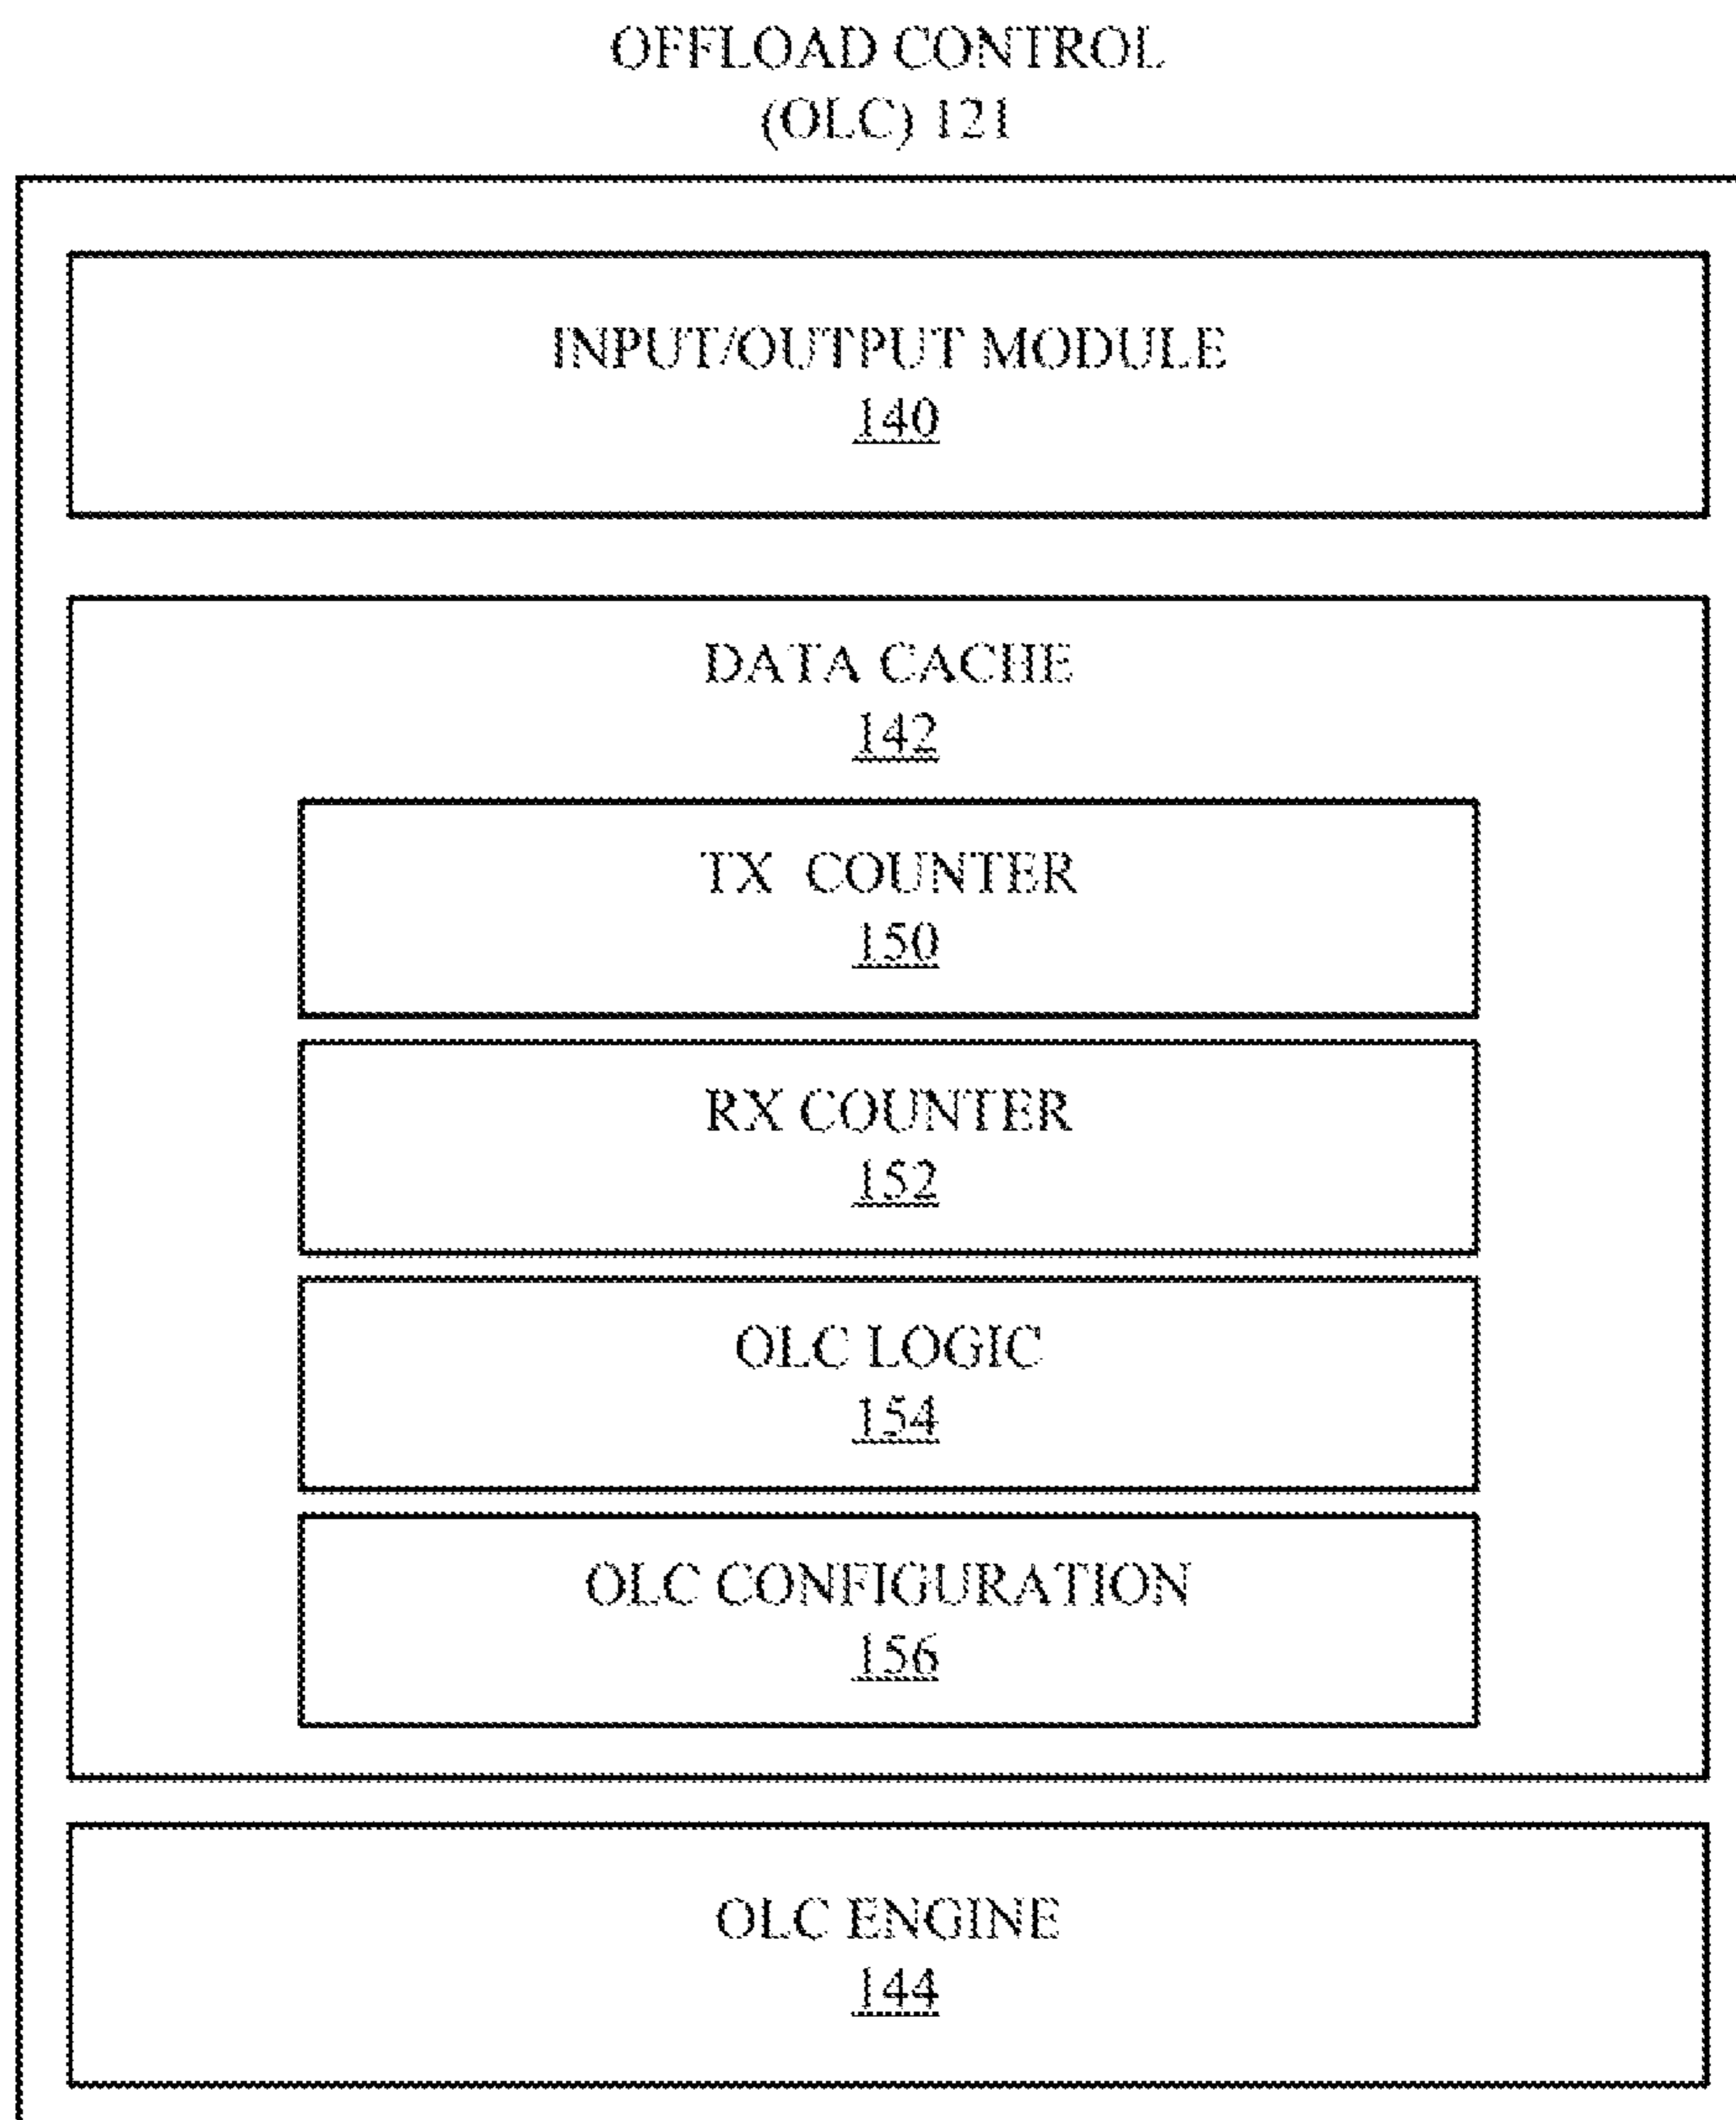 OFFLOAD CONTROL
(OLC) 121
INPUT/OUTPUT MODULE
140
DATA CACHE
142
TX COUNTER
150
RX COUNTER
152
OLC LOGIC
154
OLC CONFIGURATION
156
OLC ENGINE
144